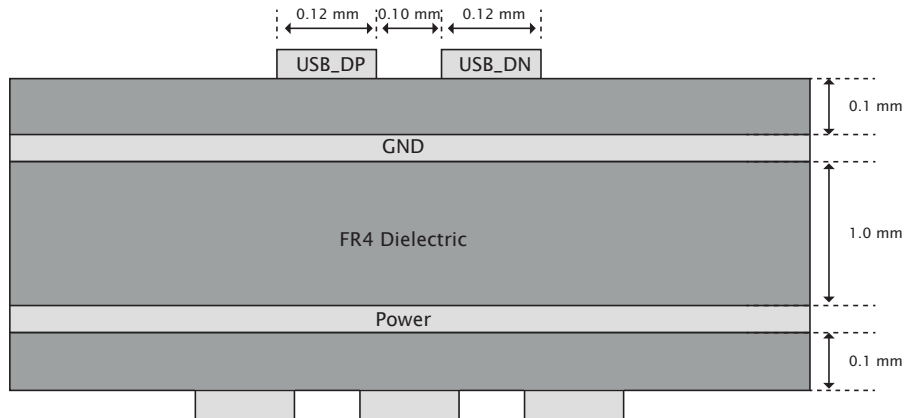 0.12 mm 0.10 mm 0.12 mm
USB_DP USB_DN
0.1 mm
GND
FR4 Dielectric
1.0 mm
Power
0.1 mm